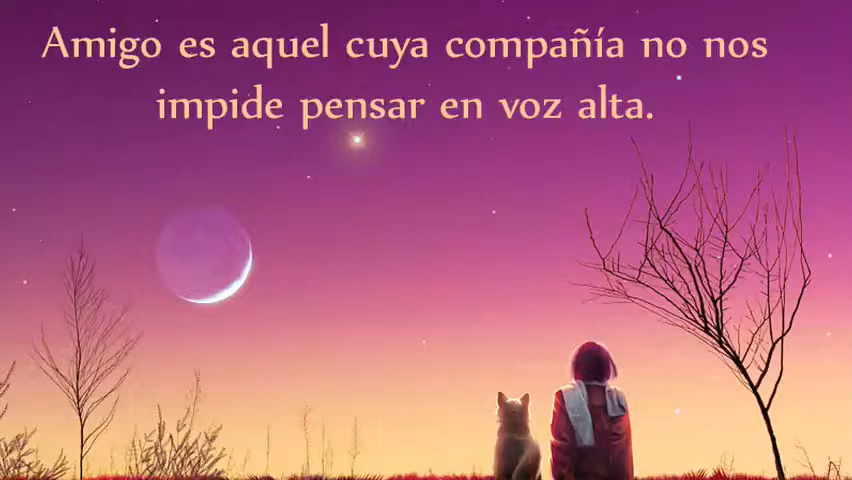 Amigo es aquel cuya compañía no nos
impide pensar en voz alta.